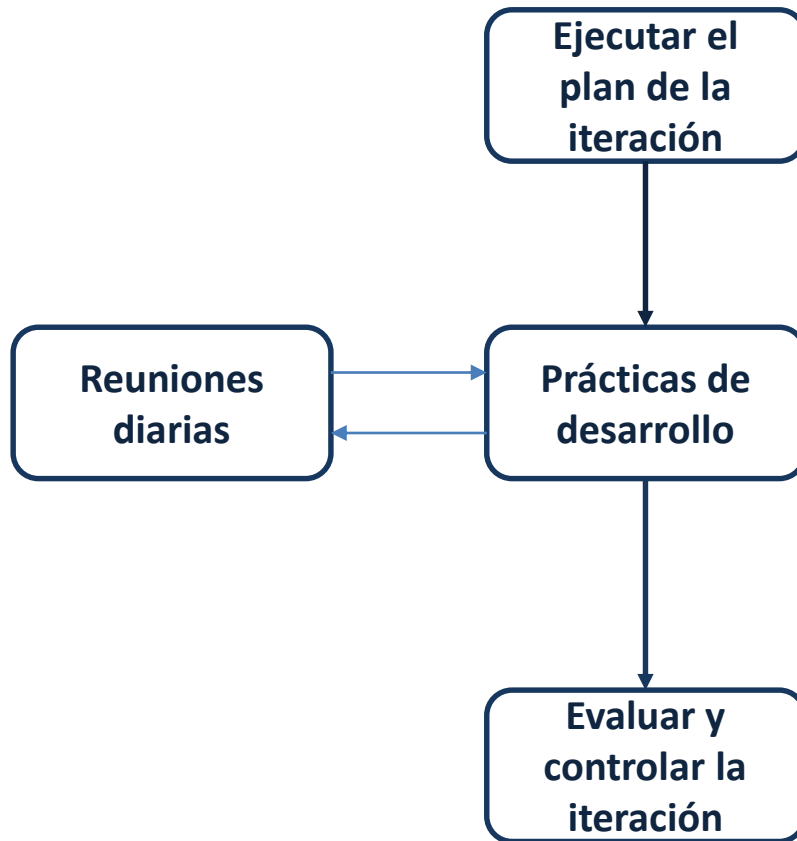 Ejecutar el
plan de la
iteración
Reuniones
diarias
Prácticas de
desarrollo
Evaluar y
controlar la
iteración